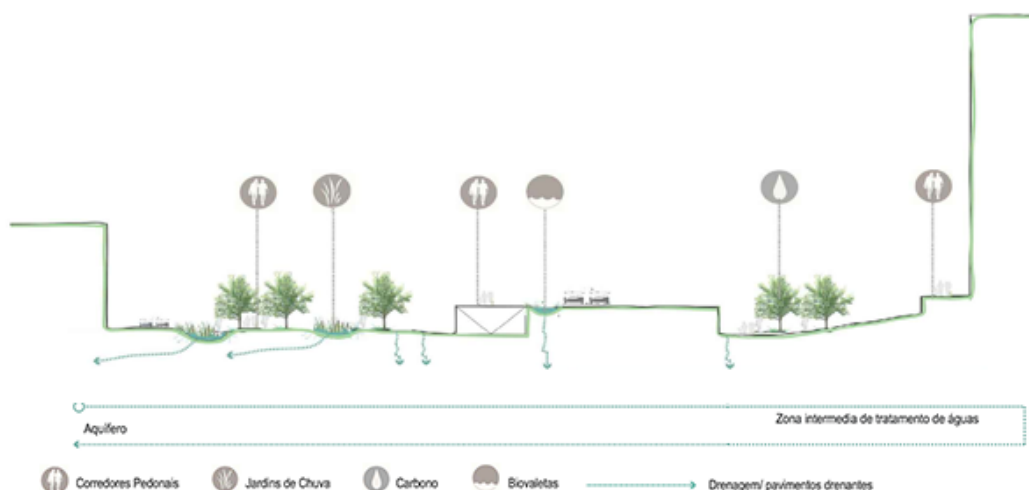 Zona intermedia de tratamento de águas
Aquífero
Corredores Pedonais
Jardins de Chuva
Carbono
Biovaletas
Drenagem/ pavimentos drenantes